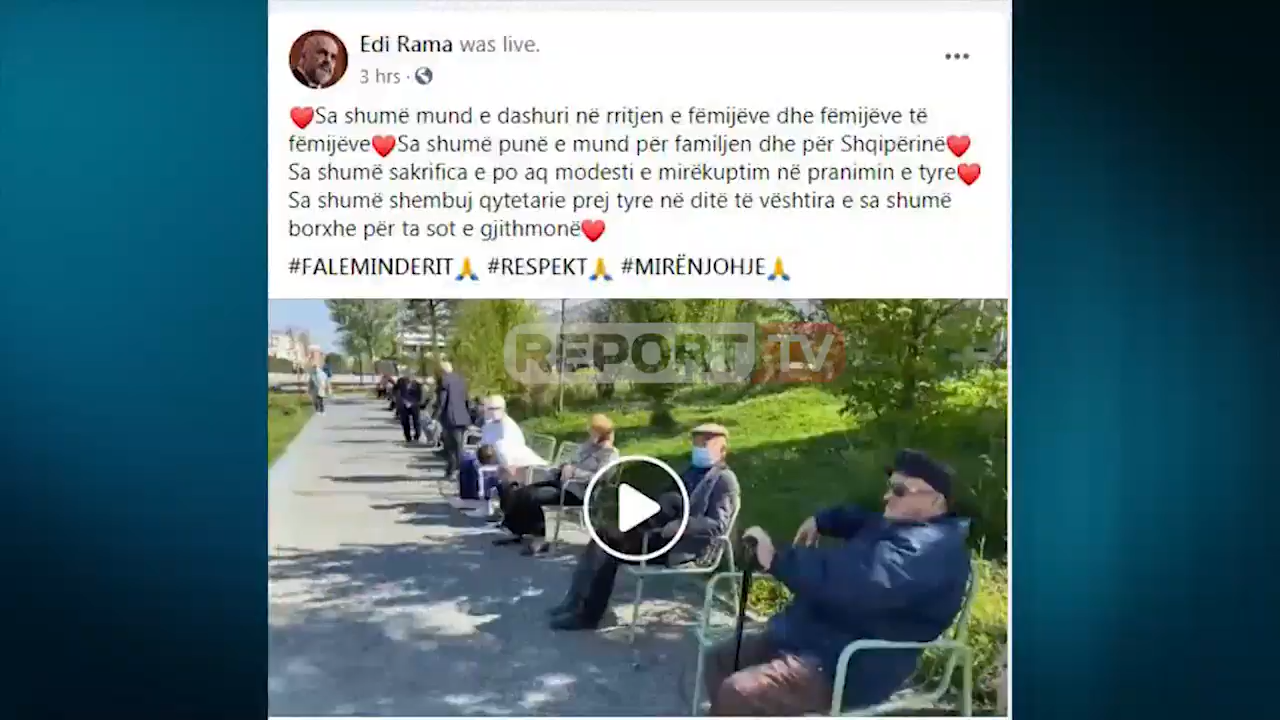 Edi Rama was live.
3 hrs ·
❤️Sa shumë mund e dashuri në rritjen e fëmijëve dhe fëmijëve të
fëmijëve❤️Sa shumë punë e mund për familjen dhe për Shqipërinë❤️
Sa shumë sakrifica e po aq modesti e mirëkuptim në pranimin e tyre❤️
Sa shumë shembuj qytetarie prej tyre në ditë të vështira e sa shumë
borxhe për ta sot e gjithmonë❤️
#FALEMINDERIT🙏 #RESPEKT🙏 #MIRËNJOHJE🙏
REPORT TV